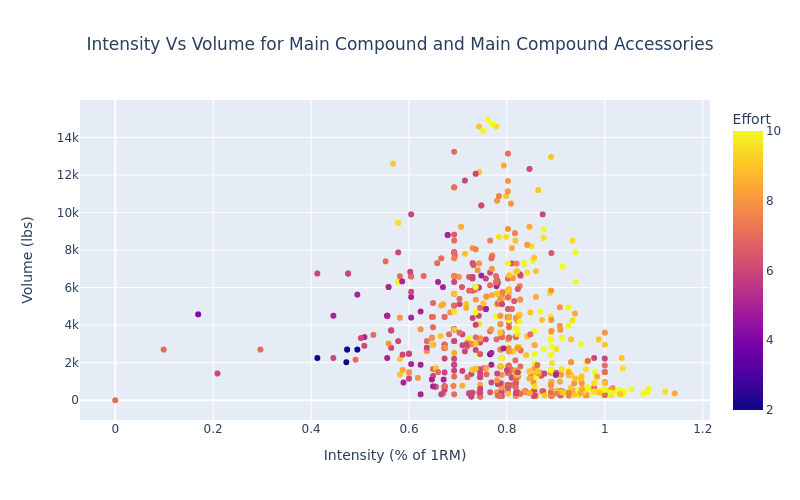 Intensity Vs Volume for Main Compound and Main Compound Accessories
Effort
10
8
6
4
2
Volume (lbs)
14k
12k
10k
8k
6k
4k
2k
0
0
0.2
0.4
0.6
0.8
1
1.2
Intensity (% of 1RM)